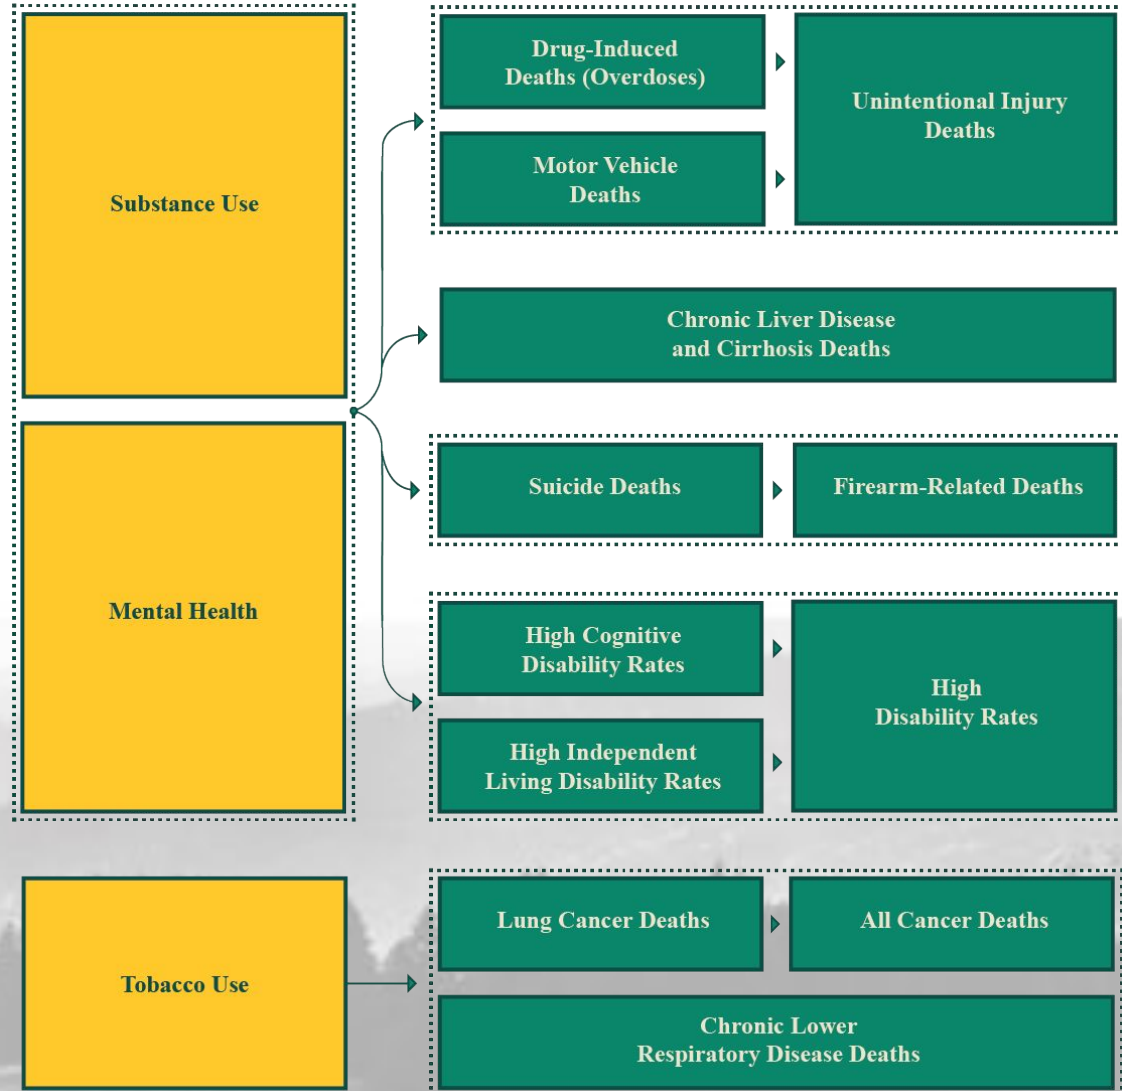 Substance Use
Drug-Induced
Deaths (Overdoses)
Motor Vehicle
Deaths
Unintentional Injury
Deaths
Chronic Liver Disease
and Cirrhosis Deaths
Mental Health
Suicide Deaths
Firearm-Related Deaths
High Cognitive
Disability Rates
High Independent
Living Disability Rates
High
Disability Rates
Tobacco Use
Lung Cancer Deaths
All Cancer Deaths
Chronic Lower
Respiratory Disease Deaths